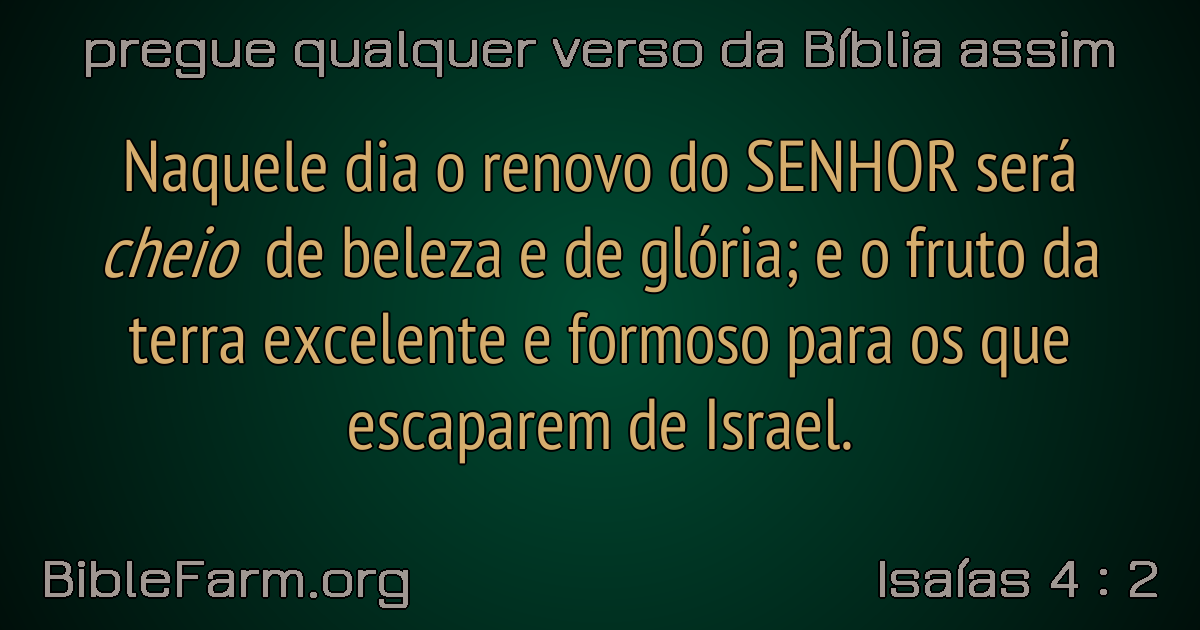 pregue qualquer verso da Bíblia assim
Naquele dia o renovo do SENHOR será
cheio de beleza e de glória; e o fruto da
terra excelente e formoso para os que
escaparem de Israel.
BibleFarm.org
Isaías 4 : 2